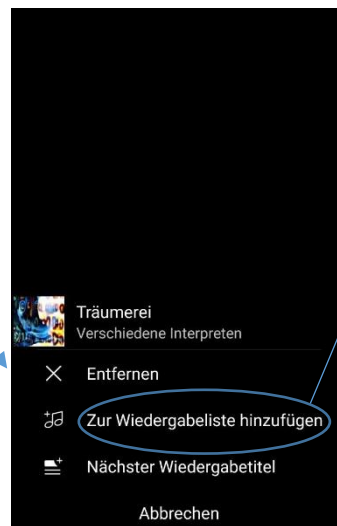 Träumerei
Verschiedene Interpreten
Entfernen
Zur Wiedergabeliste hinzufügen
Nächster Wiedergabetitel
Abbrechen